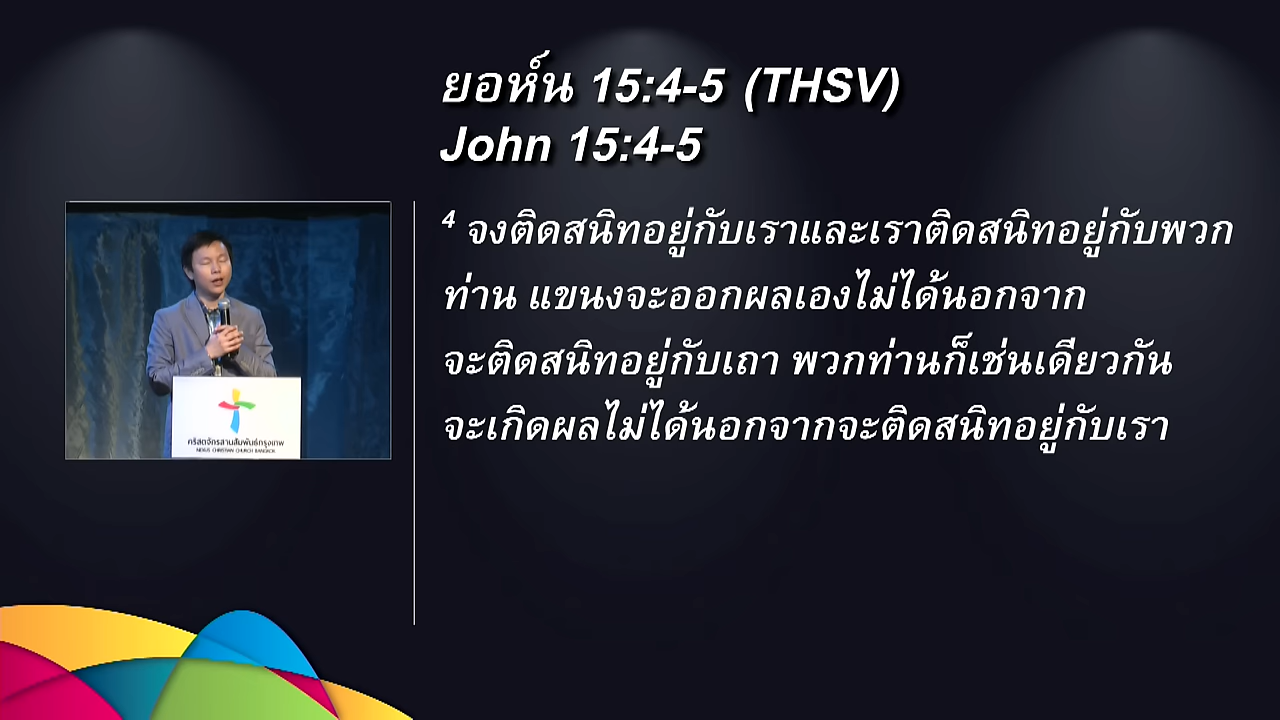 ยอห์น 15:4-5 (THSV)
John 15:4-5
4 จงติดสนิทอยู่กับเราและเราติดสนิทอยู่กับพวก
ท่าน แขนงจะออกผลเองไม่ได้นอกจาก
จะติดสนิทอยู่กับเถา พวกท่านก็เช่นเดียวกัน
จะเกิดผลไม่ได้นอกจากจะติดสนิทอยู่กับเรา
คริสตจักรสานสัมพันธ์กรุงเทพ
NEXUS CHRISTIAN CHURCH BANGKOK